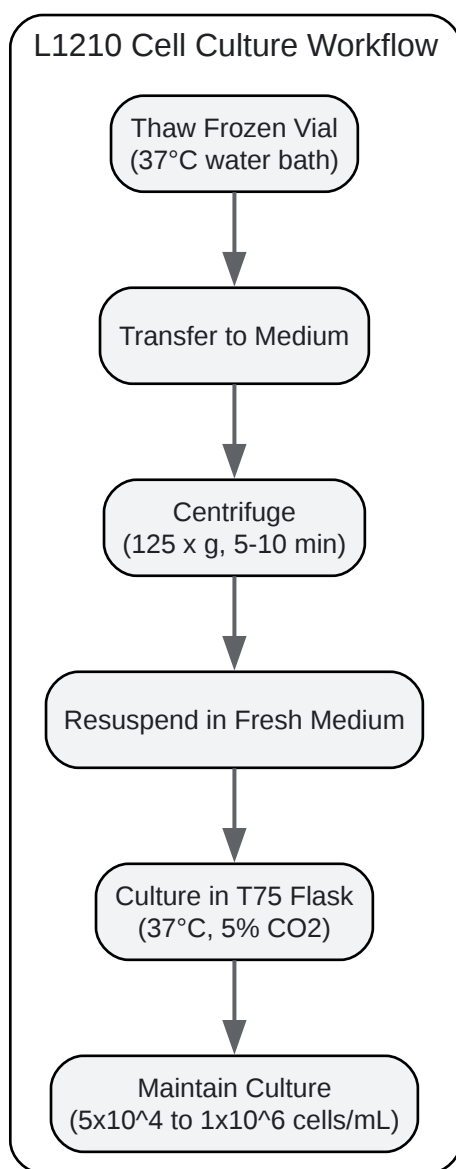 L1210 Cell Culture Workflow
Thaw Frozen Vial
(37°C water bath)
Transfer to Medium
Centrifuge
(125 x g, 5-10 min)
Resuspend in Fresh Medium
Culture in T75 Flask
(37°C, 5% CO2)
Maintain Culture
(5x10^4 to 1x10^6 cells/mL)